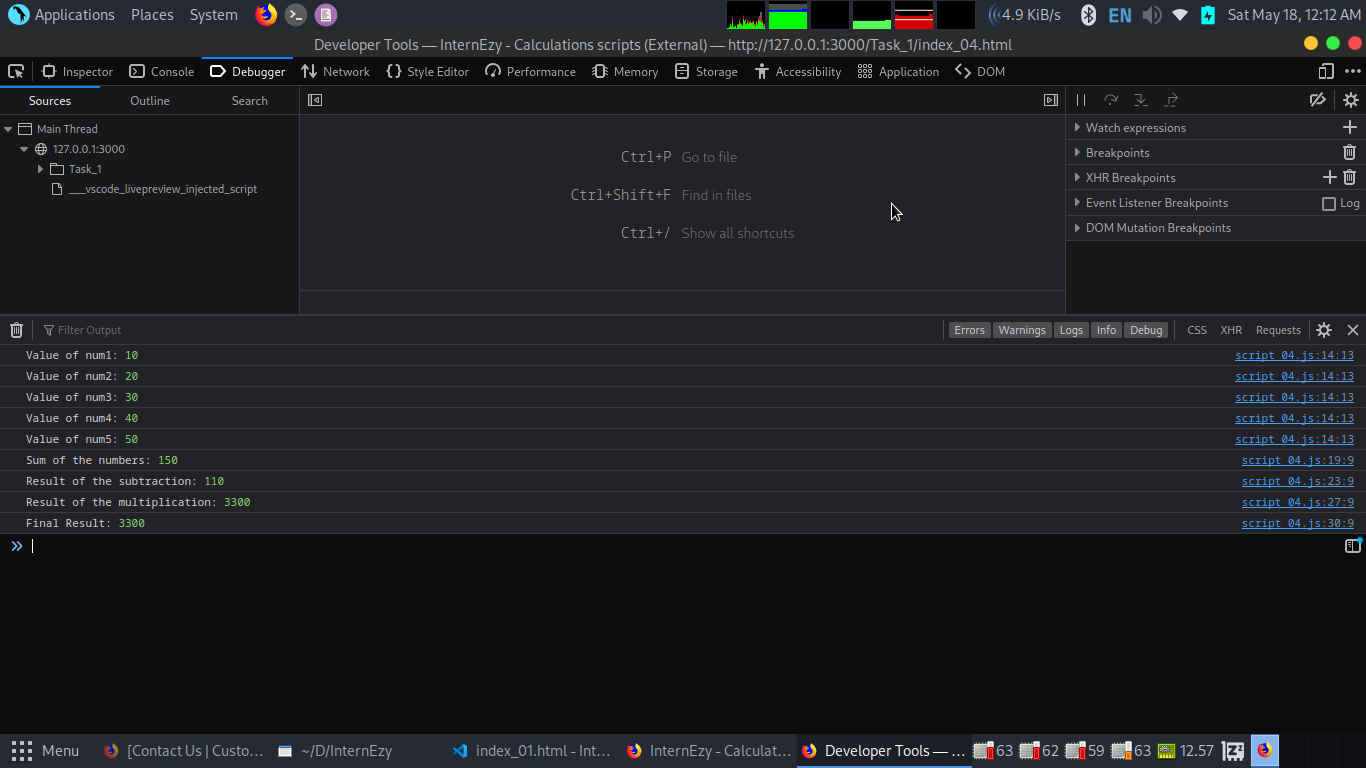 Applications Places System 4.9 KiB/s EN Sat May 18, 12:12 AM
Developer Tools — InternEzy - Calculations scripts (External) — http://127.0.0.1:3000/Task_1/index_04.html
Inspector Console Debugger Network Style Editor Performance Memory Storage Accessibility Application DOM
Sources Outline Search
Main Thread
127.0.0.1:3000
Task_1
___vscode_livepreview_injected_script
Ctrl+P Go to file
Ctrl+Shift+F Find in files
Ctrl+/ Show all shortcuts
Watch expressions
Breakpoints
XHR Breakpoints
Event Listener Breakpoints Log
DOM Mutation Breakpoints
Filter Output Errors Warnings Logs Info Debug CSS XHR Requests
Value of num1: 10 script_04.js:14:13
Value of num2: 20 script_04.js:14:13
Value of num3: 30 script_04.js:14:13
Value of num4: 40 script_04.js:14:13
Value of num5: 50 script_04.js:14:13
Sum of the numbers: 150 script_04.js:19:9
Result of the subtraction: 110 script_04.js:23:9
Result of the multiplication: 3300 script_04.js:27:9
Final Result: 3300 script_04.js:30:9
Menu [Contact Us | Custo... ~/D/InternEzy index_01.html - Int... InternEzy - Calculat... Developer Tools — ... 63 62 59 63 12.57